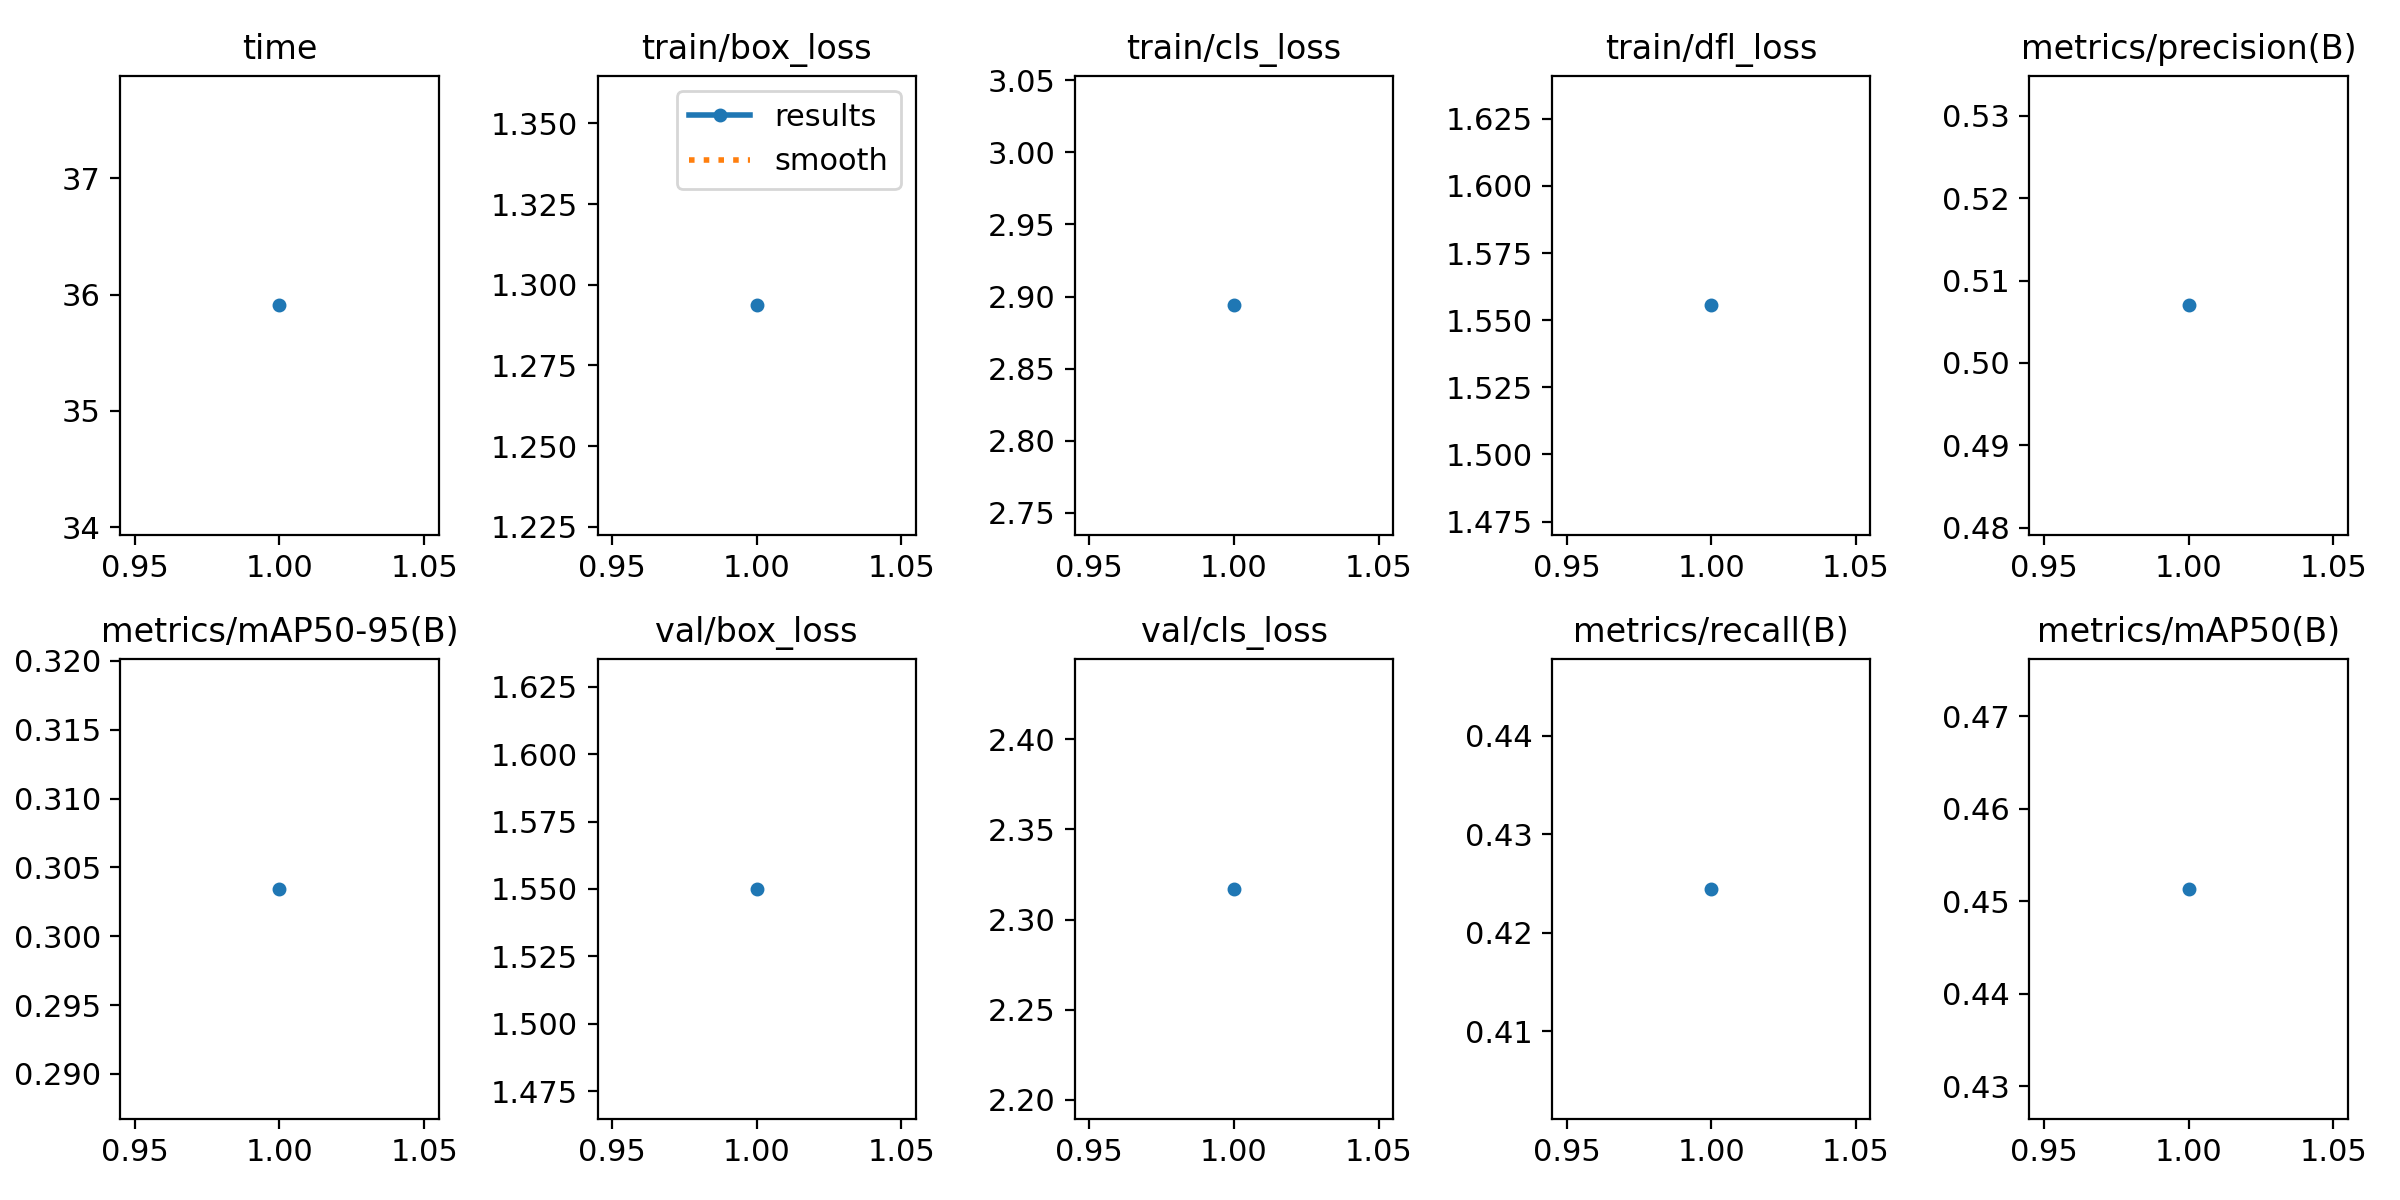 time
37
36
35
34
0.95 1.00 1.05
train/box_loss
results
smooth
1.350
1.325
1.300
1.275
1.250
1.225
0.95 1.00 1.05
train/cls_loss
3.05
3.00
2.95
2.90
2.85
2.80
2.75
0.95 1.00 1.05
train/dfl_loss
1.625
1.600
1.575
1.550
1.525
1.500
1.475
0.95 1.00 1.05
metrics/precision(B)
0.53
0.52
0.51
0.50
0.49
0.48
0.95 1.00 1.05
metrics/mAP50-95(B)
0.320
0.315
0.310
0.305
0.300
0.295
0.290
0.95 1.00 1.05
val/box_loss
1.625
1.600
1.575
1.550
1.525
1.500
1.475
0.95 1.00 1.05
val/cls_loss
2.40
2.35
2.30
2.25
2.20
0.95 1.00 1.05
metrics/recall(B)
0.44
0.43
0.42
0.41
0.95 1.00 1.05
metrics/mAP50(B)
0.47
0.46
0.45
0.44
0.43
0.95 1.00 1.05